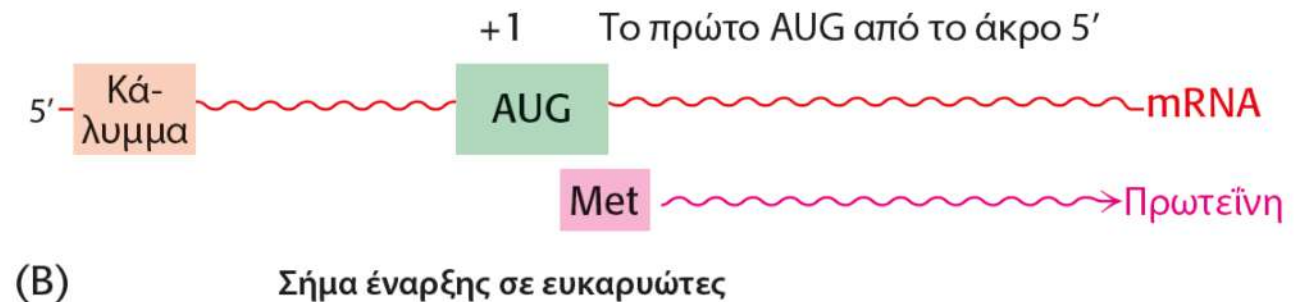 +1 Το πρώτο AUG από το άκρο 5′
5′
Κά-
λυμμα
AUG
mRNA
Met
Πρωτεΐνη
(Β) Σήμα έναρξης σε ευκαρυώτες